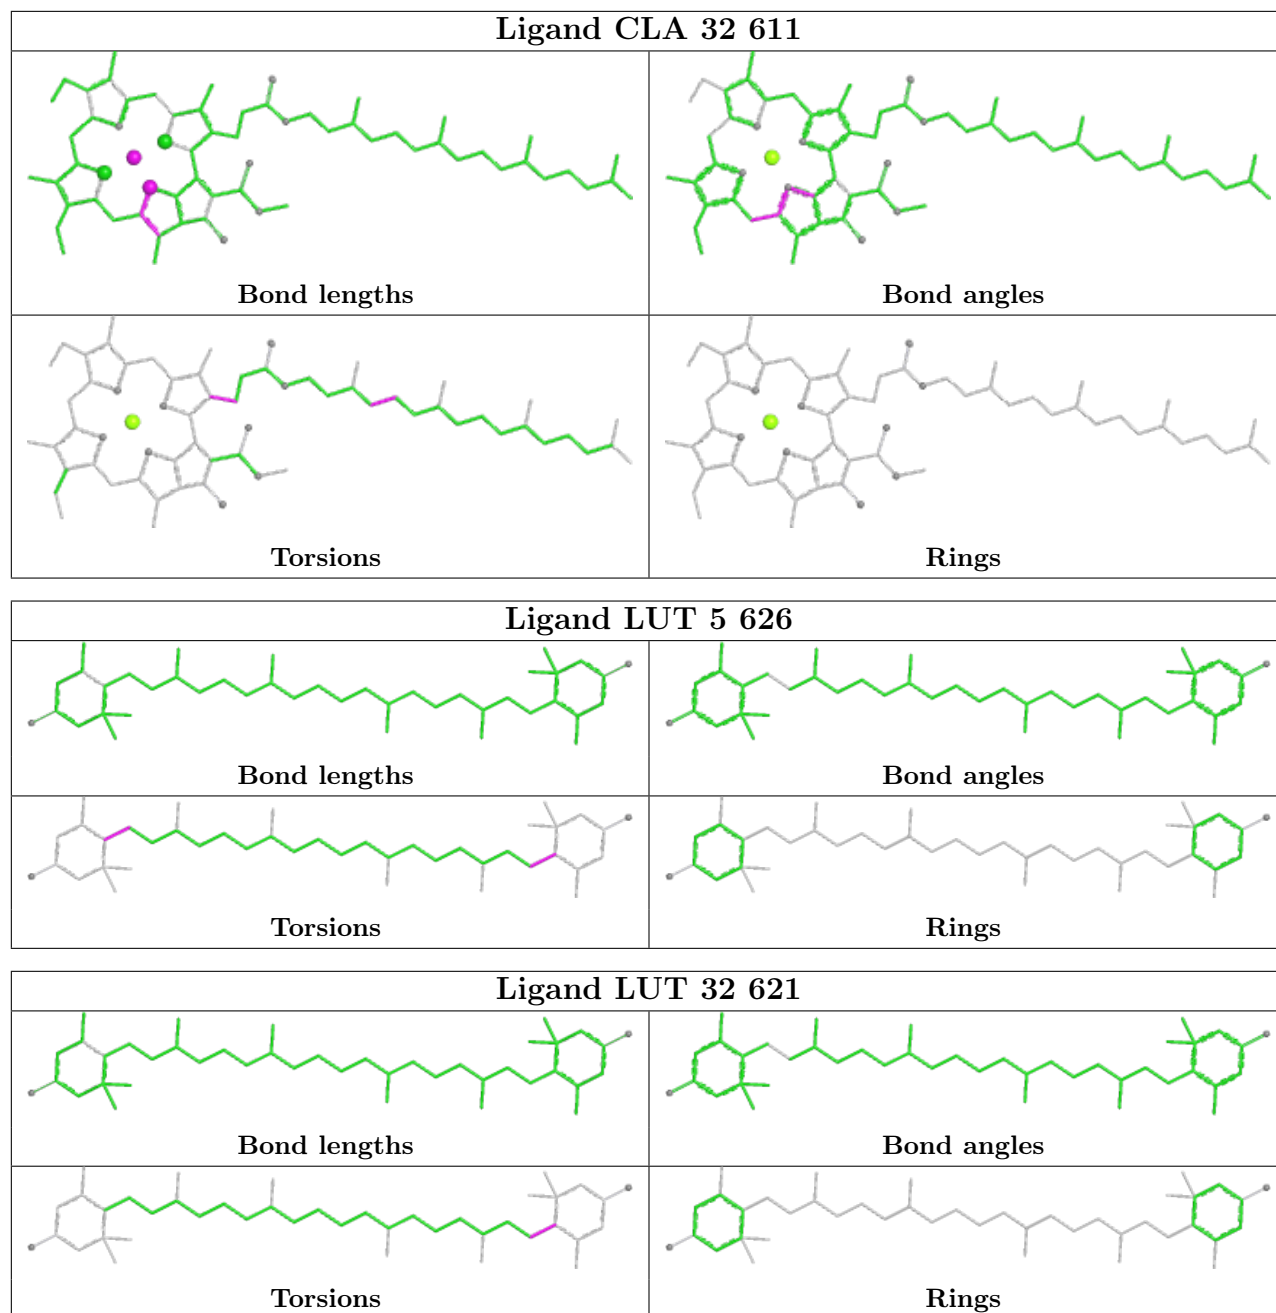 Ligand CLA 32 611
Bond lengths
Bond angles
Torsions
Rings
Ligand LUT 5 626
Bond lengths
Bond angles
Torsions
Rings
Ligand LUT 32 621
Bond lengths
Bond angles
Torsions
Rings